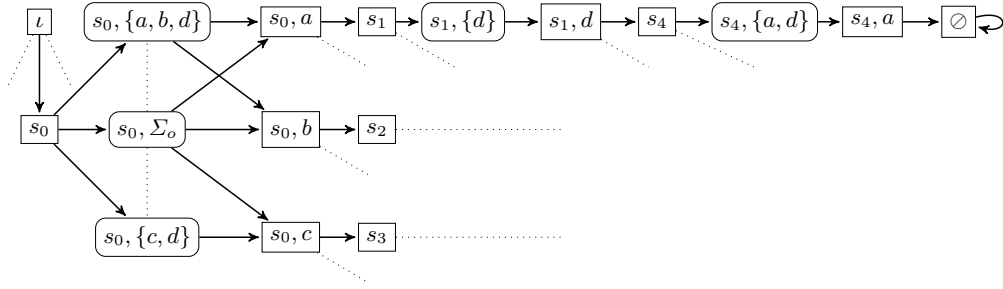 ι s₀, {a, b, d} s₀, a s₁ s₁, {d} s₁, d s₄ s₄, {a, d} s₄, a ⊘
s₀ s₀, Σₒ s₀, b s₂
s₀, {c, d} s₀, c s₃